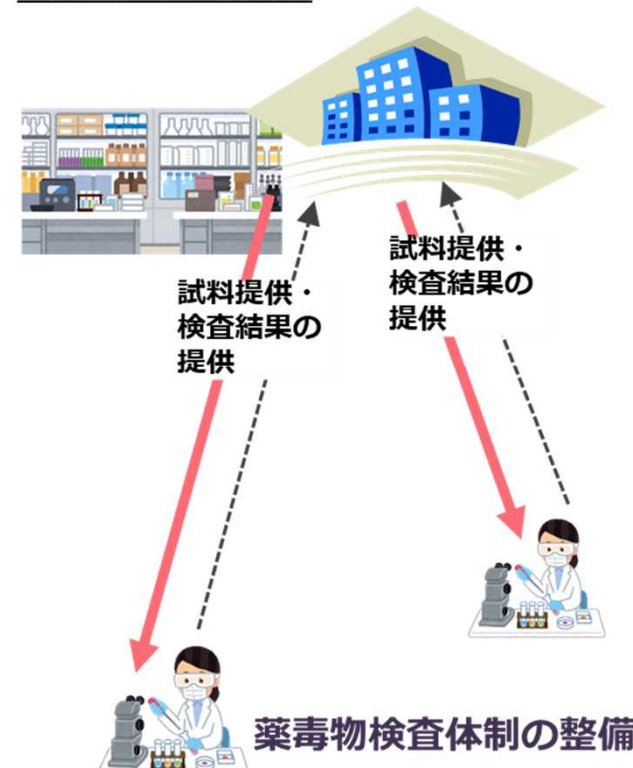 試料提供・
検査結果の
提供
試料提供・
検査結果の
提供
薬毒物検査体制の整備